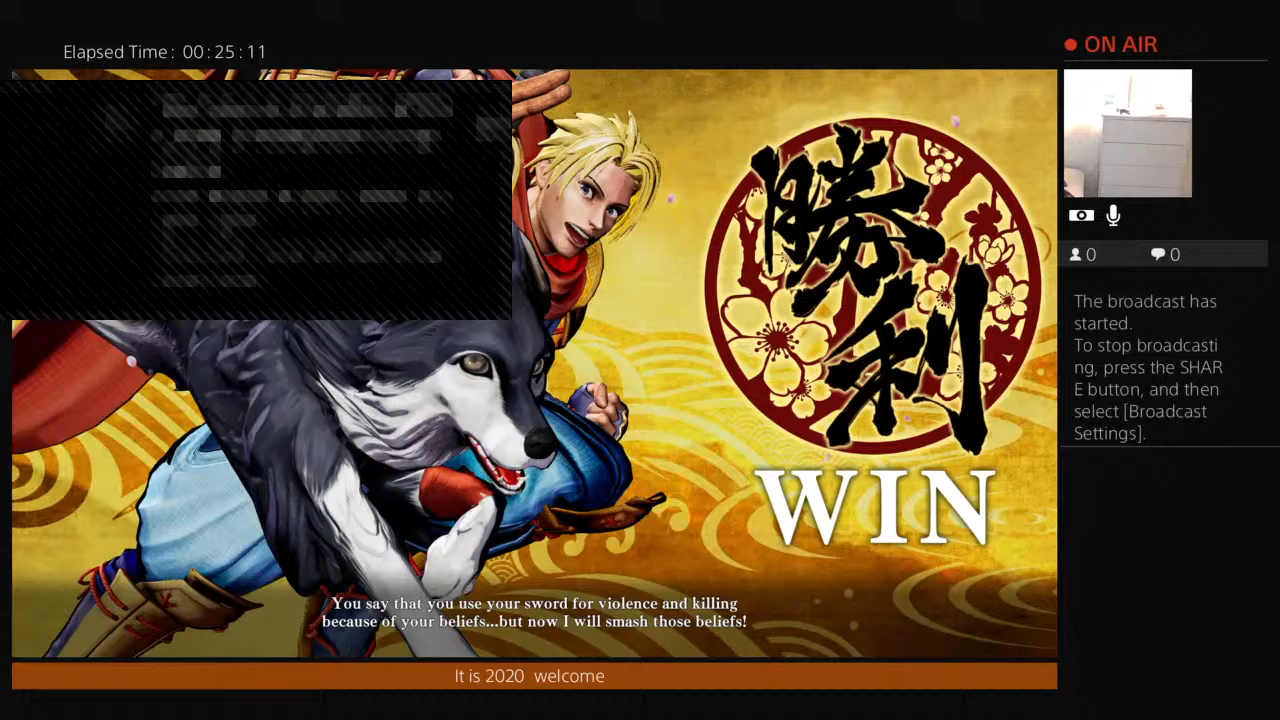 Elapsed Time: 00:25:11
ON AIR
0
0
The broadcast has
started.
To stop broadcasti
ng, press the SHAR
E button, and then
select [Broadcast
Settings].
勝利
WIN
You say that you use your sword for violence and killing
because of your beliefs...but now I will smash those beliefs!
It is 2020 welcome